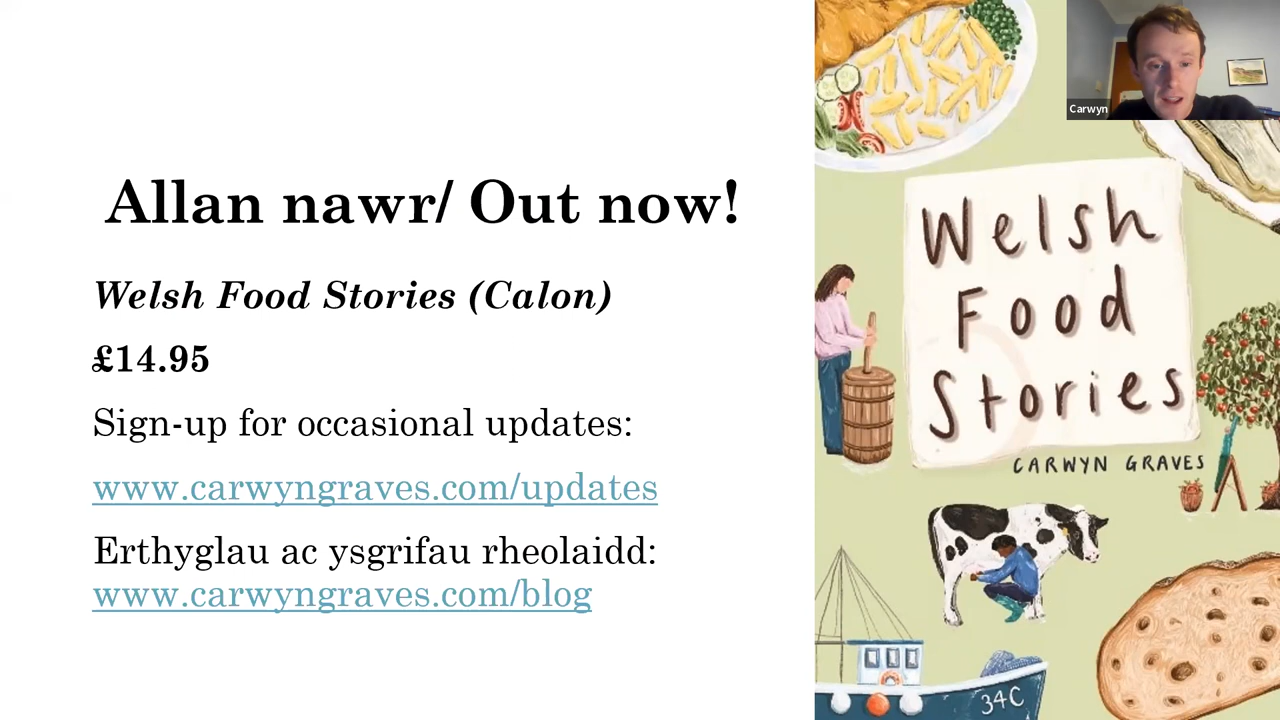 Allan nawr/ Out now!
Welsh Food Stories (Calon)
£14.95
Sign-up for occasional updates:
www.carwyngraves.com/updates
Erthyglau ac ysgrifau rheolaidd:
www.carwyngraves.com/blog
Carwyn
Welsh
Food
Stories
CARWYN GRAVES
34C